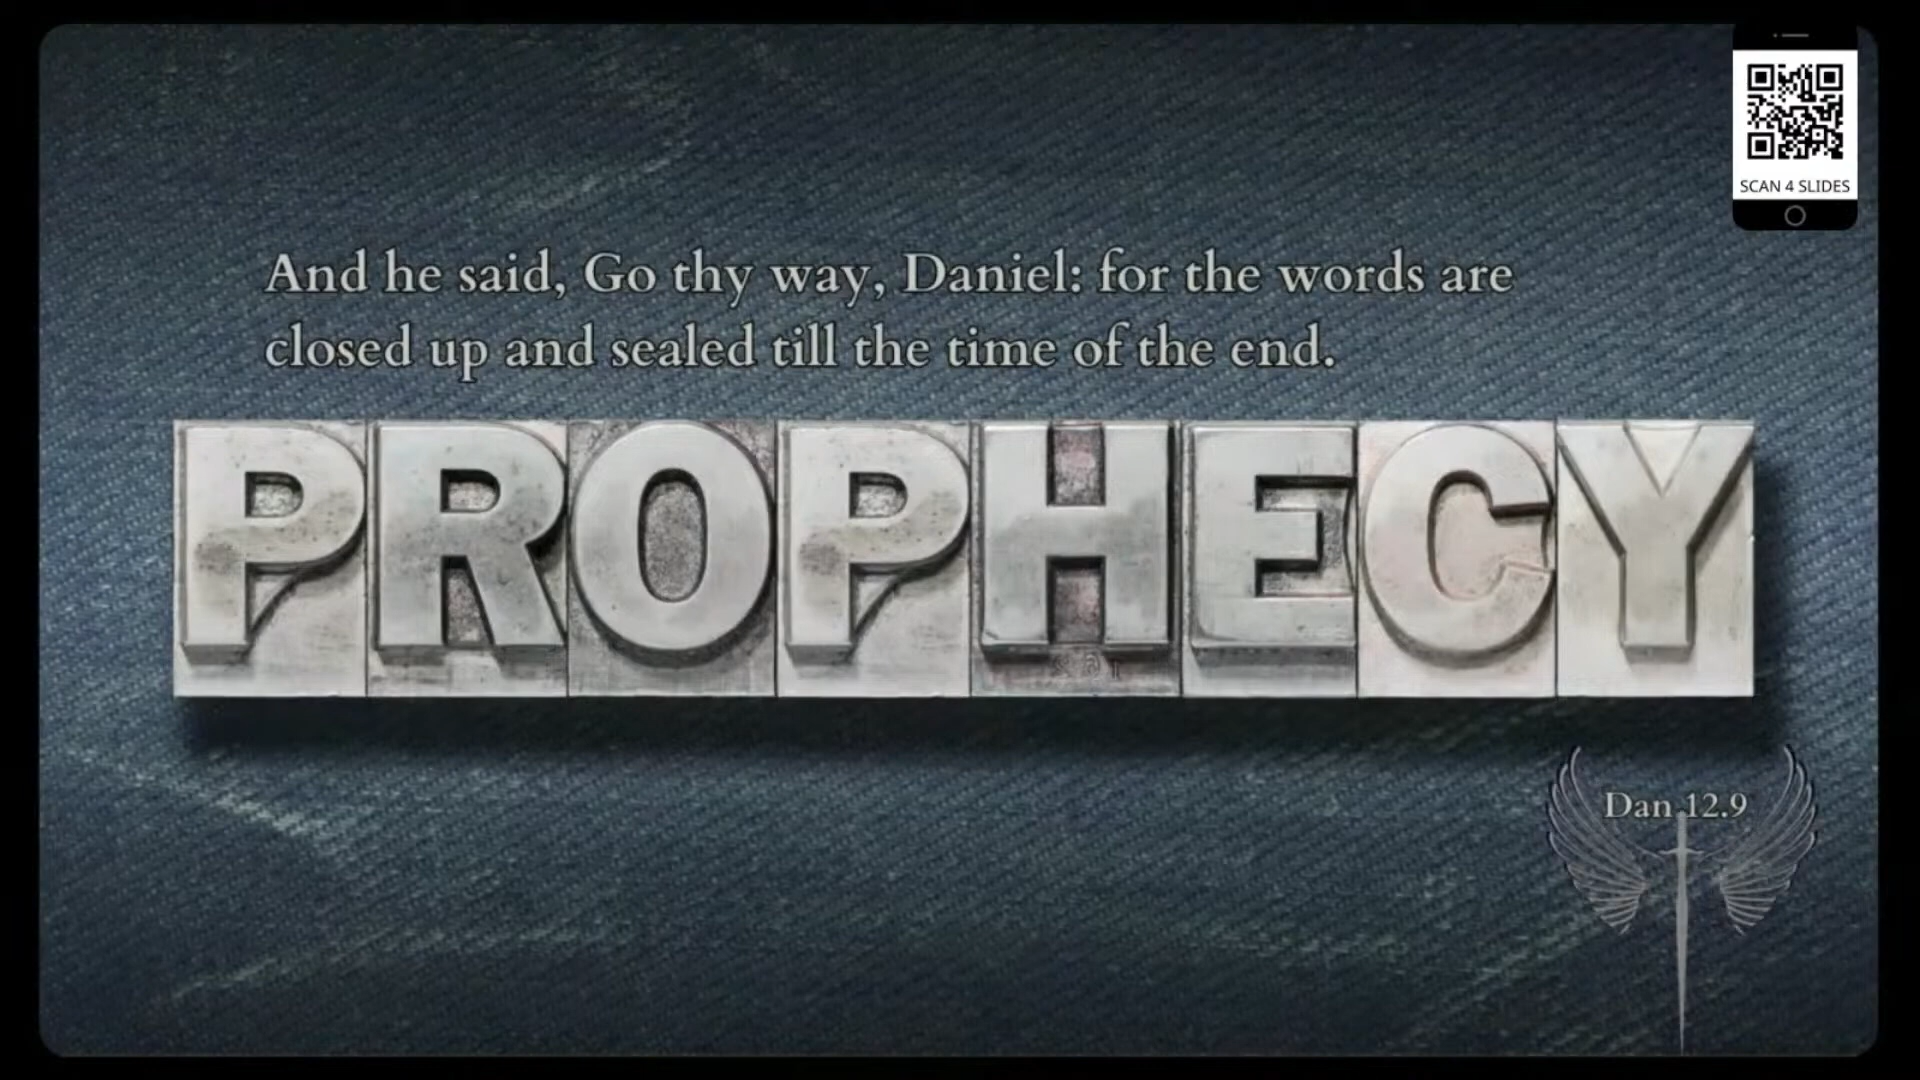 SCAN 4 SLIDES
And he said, Go thy way, Daniel: for the words are
closed up and sealed till the time of the end.
PROPHECY
Dan 12.9